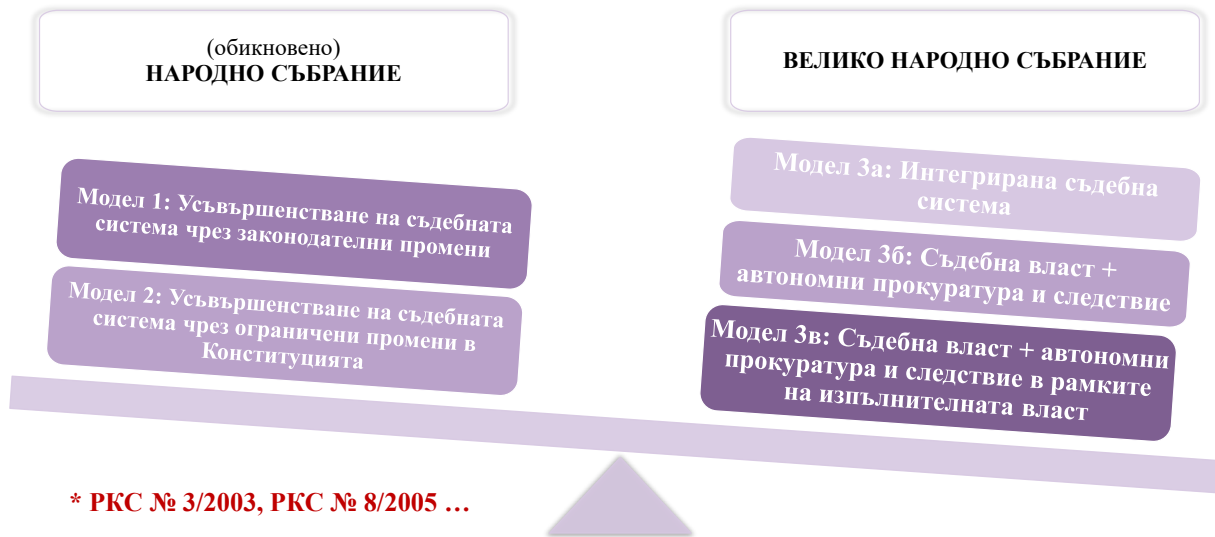 (обикновено)
НАРОДНО СЪБРАНИЕ
ВЕЛИКО НАРОДНО СЪБРАНИЕ
Модел 1: Усъвършенстване на съдебната
система чрез законодателни промени
Модел 2: Усъвършенстване на съдебната
система чрез ограничени промени в
Конституцията
Модел 3а: Интегрирана съдебна
система
Модел 3б: Съдебна власт +
автономни прокуратура и следствие
Модел 3в: Съдебна власт + автономни
прокуратура и следствие в рамките
на изпълнителната власт
* РКС № 3/2003, РКС № 8/2005 …